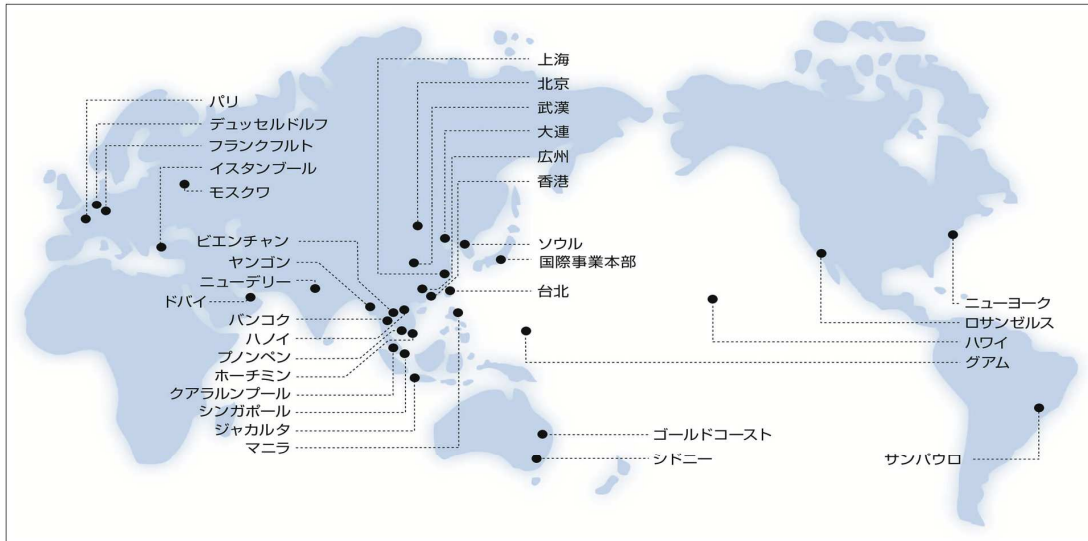 上海
北京
武漢
大連
広州
香港
パリ
デュッセルドルフ
フランクフルト
イスタンブール
モスクワ
ビエンチャン
ヤンゴン
ニューデリー
ドバイ
バンコク
ハノイ
プノンペン
ホーチミン
クアラルンプール
シンガポール
ジャカルタ
マニラ
ソウル
国際事業本部
台北
ゴールドコースト
シドニー
ニューヨーク
ロサンゼルス
ハワイ
グアム
サンパウロ